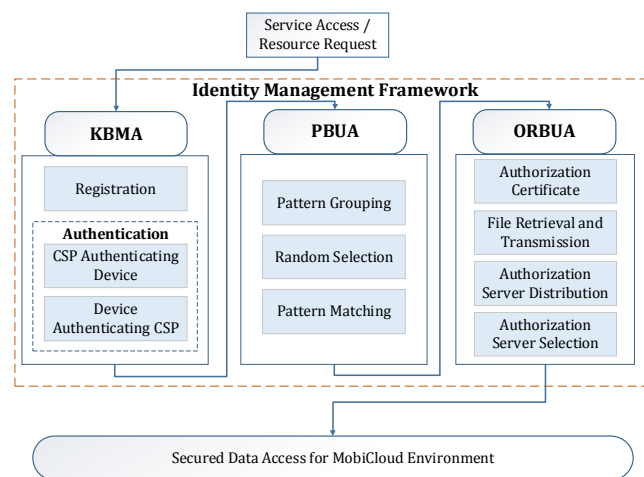 Service Access /
Resource Request
Identity Management Framework
KBMA
Registration
Authentication
CSP Authenticating
Device
Device
Authenticating CSP
PBUA
Pattern Grouping
Random Selection
Pattern Matching
ORBUA
Authorization
Certificate
File Retrieval and
Transmission
Authorization
Server Distribution
Authorization
Server Selection
Secured Data Access for MobiCloud Environment